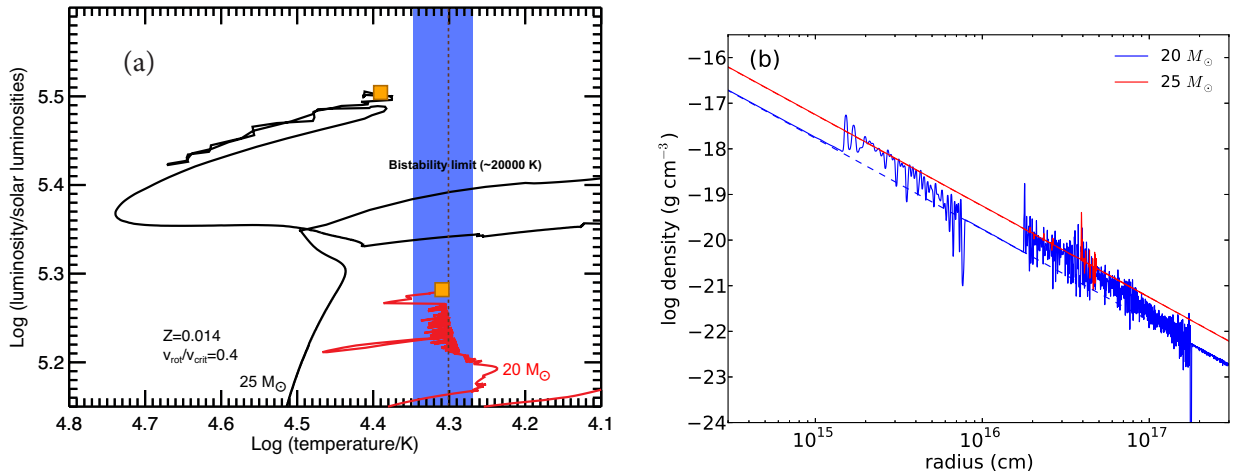 (a)
Log (luminosity/solar luminosities)
5.5
5.4
5.3
5.2
Bistability limit (~20000 K)
Z=0.014
v_rot/v_crit=0.4
25 M☉
20 M☉
4.8 4.7 4.6 4.5 4.4 4.3 4.2 4.1
Log (temperature/K)
(b)
20 M☉
25 M☉
log density (g cm⁻³)
−16
−17
−18
−19
−20
−21
−22
−23
−24
10¹⁵ 10¹⁶ 10¹⁷
radius (cm)